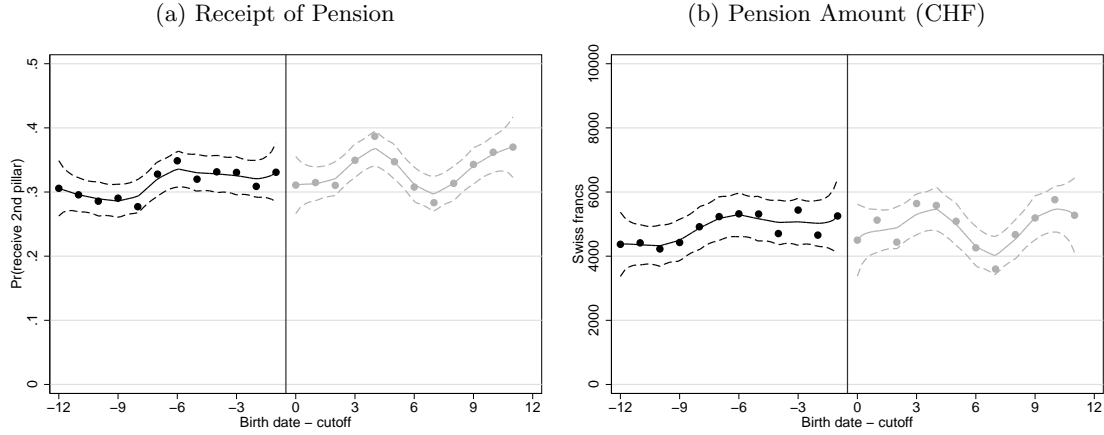 (a) Receipt of Pension
(b) Pension Amount (CHF)
Pr(receive 2nd pillar)
.5
.4
.3
.2
.1
0
−12 −9 −6 −3 0 3 6 9 12
Birth date − cutoff
Swiss francs
10000
8000
6000
4000
2000
0
−12 −9 −6 −3 0 3 6 9 12
Birth date − cutoff